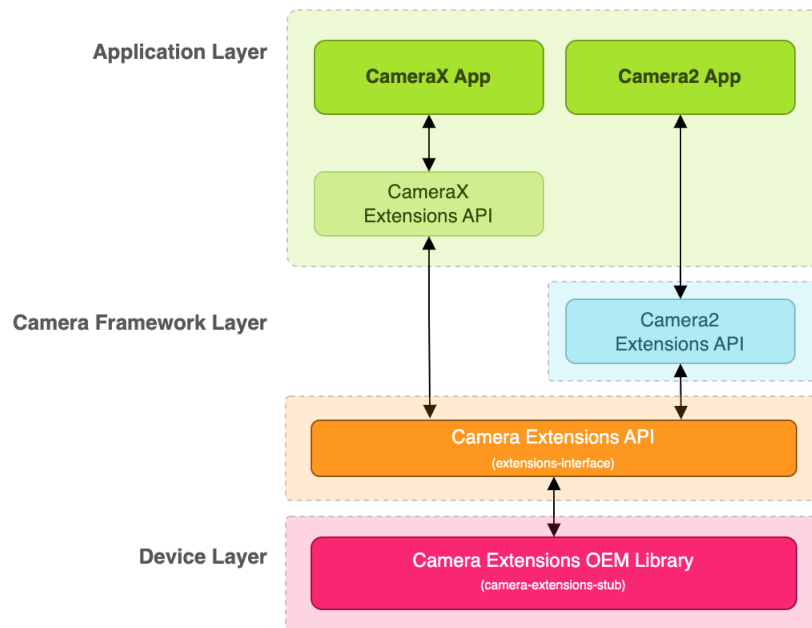 Application Layer
CameraX App
Camera2 App
CameraX
Extensions API
Camera Framework Layer
Camera2
Extensions API
Camera Extensions API
(extensions-interface)
Device Layer
Camera Extensions OEM Library
(camera-extensions-stub)